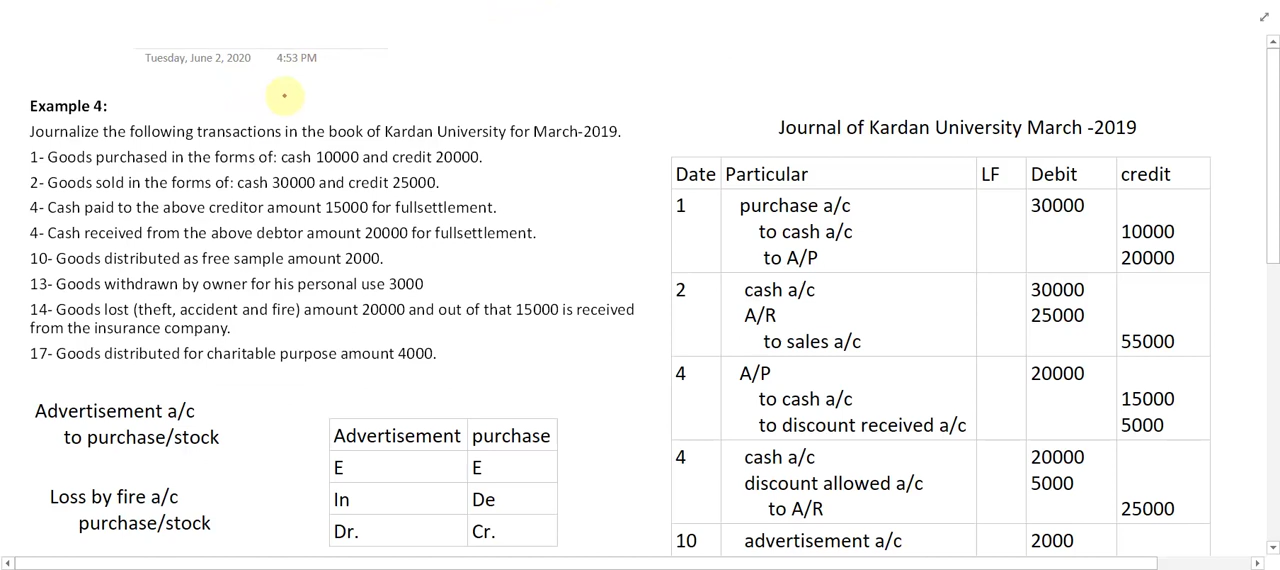 Tuesday, June 2, 2020 4:53 PM
Example 4:
Journalize the following transactions in the book of Kardan University for March-2019.
1- Goods purchased in the forms of: cash 10000 and credit 20000.
2- Goods sold in the forms of: cash 30000 and credit 25000.
4- Cash paid to the above creditor amount 15000 for fullsettlement.
4- Cash received from the above debtor amount 20000 for fullsettlement.
10- Goods distributed as free sample amount 2000.
13- Goods withdrawn by owner for his personal use 3000
14- Goods lost (theft, accident and fire) amount 20000 and out of that 15000 is received
from the insurance company.
17- Goods distributed for charitable purpose amount 4000.
Advertisement a/c
to purchase/stock
Loss by fire a/c
purchase/stock
Advertisement purchase
E E
In De
Dr. Cr.
Journal of Kardan University March -2019
Date Particular LF Debit credit
1 purchase a/c 30000
to cash a/c 10000
to A/P 20000
2 cash a/c 30000
A/R 25000
to sales a/c 55000
4 A/P 20000
to cash a/c 15000
to discount received a/c 5000
4 cash a/c 20000
discount allowed a/c 5000
to A/R 25000
10 advertisement a/c 2000